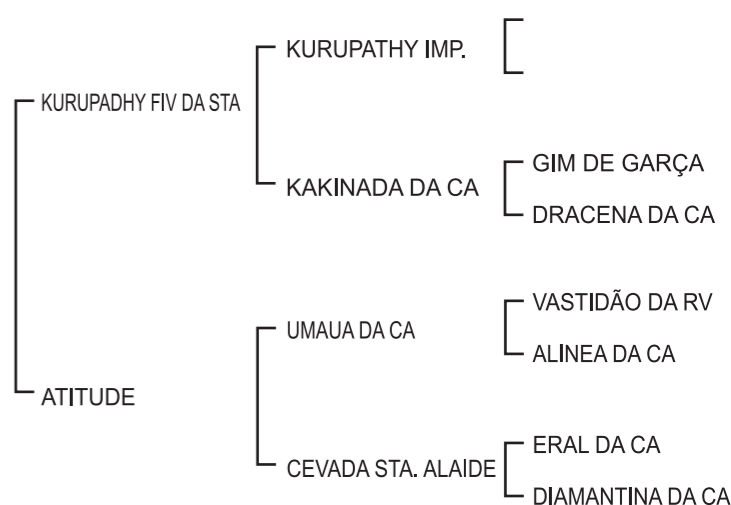 KURUPATHY IMP.
KURUPADHY FIV DA STA
GIM DE GARÇA
KAKINADA DA CA
DRACENA DA CA
VASTIDÃO DA RV
UMAUA DA CA
ALINEA DA CA
ATITUDE
ERAL DA CA
CEVADA STA. ALAIDE
DIAMANTINA DA CA